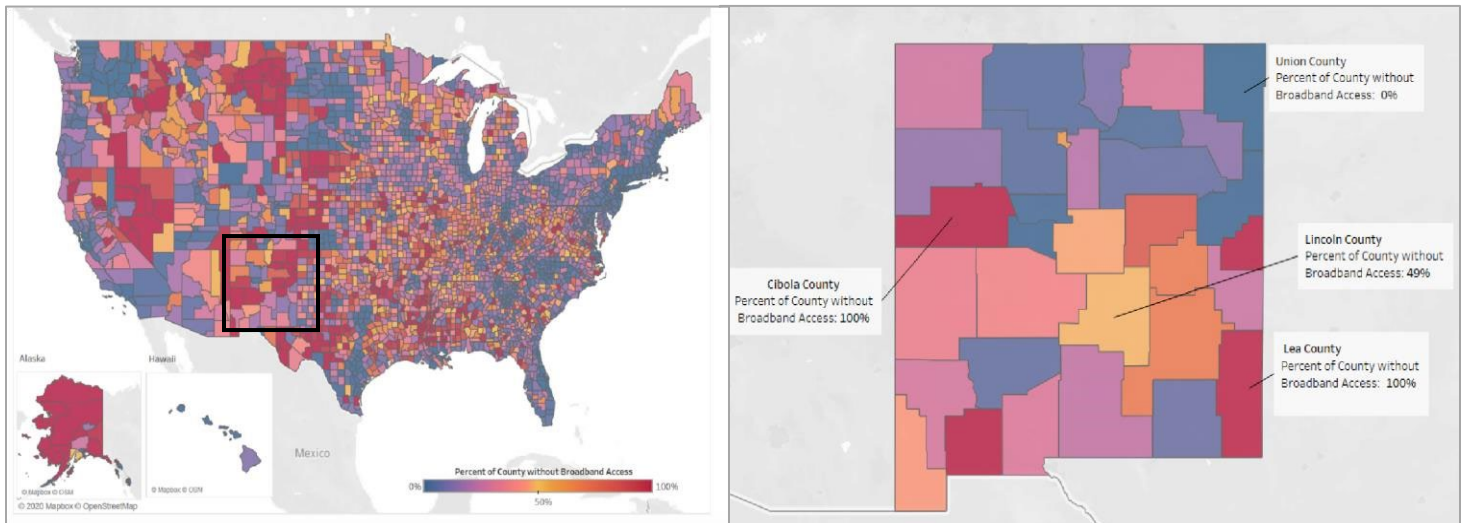 Alaska
Hawaii
Mexico
Percent of County without Broadband Access
0%
50%
100%
© Mapbox © OSM
© Mapbox © OSM
© 2020 Mapbox © OpenStreetMap
Union County
Percent of County without
Broadband Access: 0%
Lincoln County
Percent of County without
Broadband Access: 49%
Cibola County
Percent of County without
Broadband Access: 100%
Lea County
Percent of County without
Broadband Access: 100%